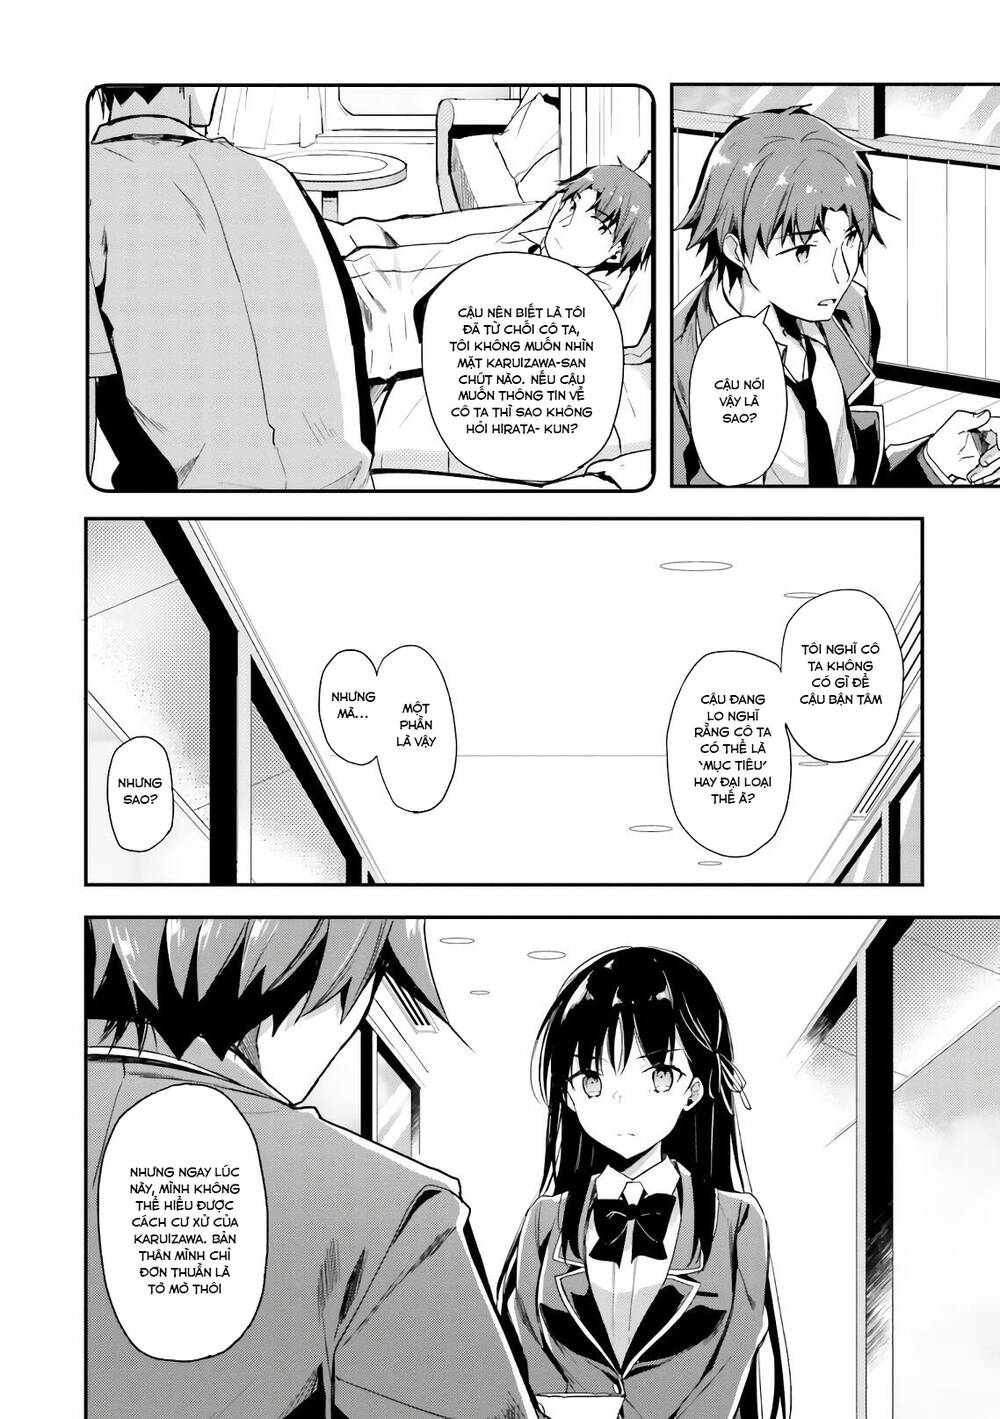 CẬU NÓI
VẬY LÀ
SAO?
CẬU NÊN BIẾT LÀ TÔI
ĐÃ TỪ CHỐI CÔ TA,
TÔI KHÔNG MUỐN NHÌN
MẶT KARUIZAWA-SAN
CHÚT NÀO. NẾU CẬU
MUỐN THÔNG TIN VỀ
CÔ TA THÌ SAO KHÔNG
HỎI HIRATA- KUN?
TÔI NGHĨ CÔ
TA KHÔNG
CÓ GÌ ĐỂ
CẬU BẬN TÂM
CẬU ĐANG
LO NGHĨ
RẰNG CÔ TA
CÓ THỂ LÀ
'MỤC TIÊU'
HAY ĐẠI LOẠI
THẾ À?
MỘT
PHẦN
LÀ VẬY
NHƯNG
MÀ...
NHƯNG
SAO?
NHƯNG NGAY LÚC
NÀY, MÌNH KHÔNG
THỂ HIỂU ĐƯỢC
CÁCH CƯ XỬ CỦA
KARUIZAWA. BẢN
THÂN MÌNH CHỈ
ĐƠN THUẦN LÀ
TÒ MÒ THÔI